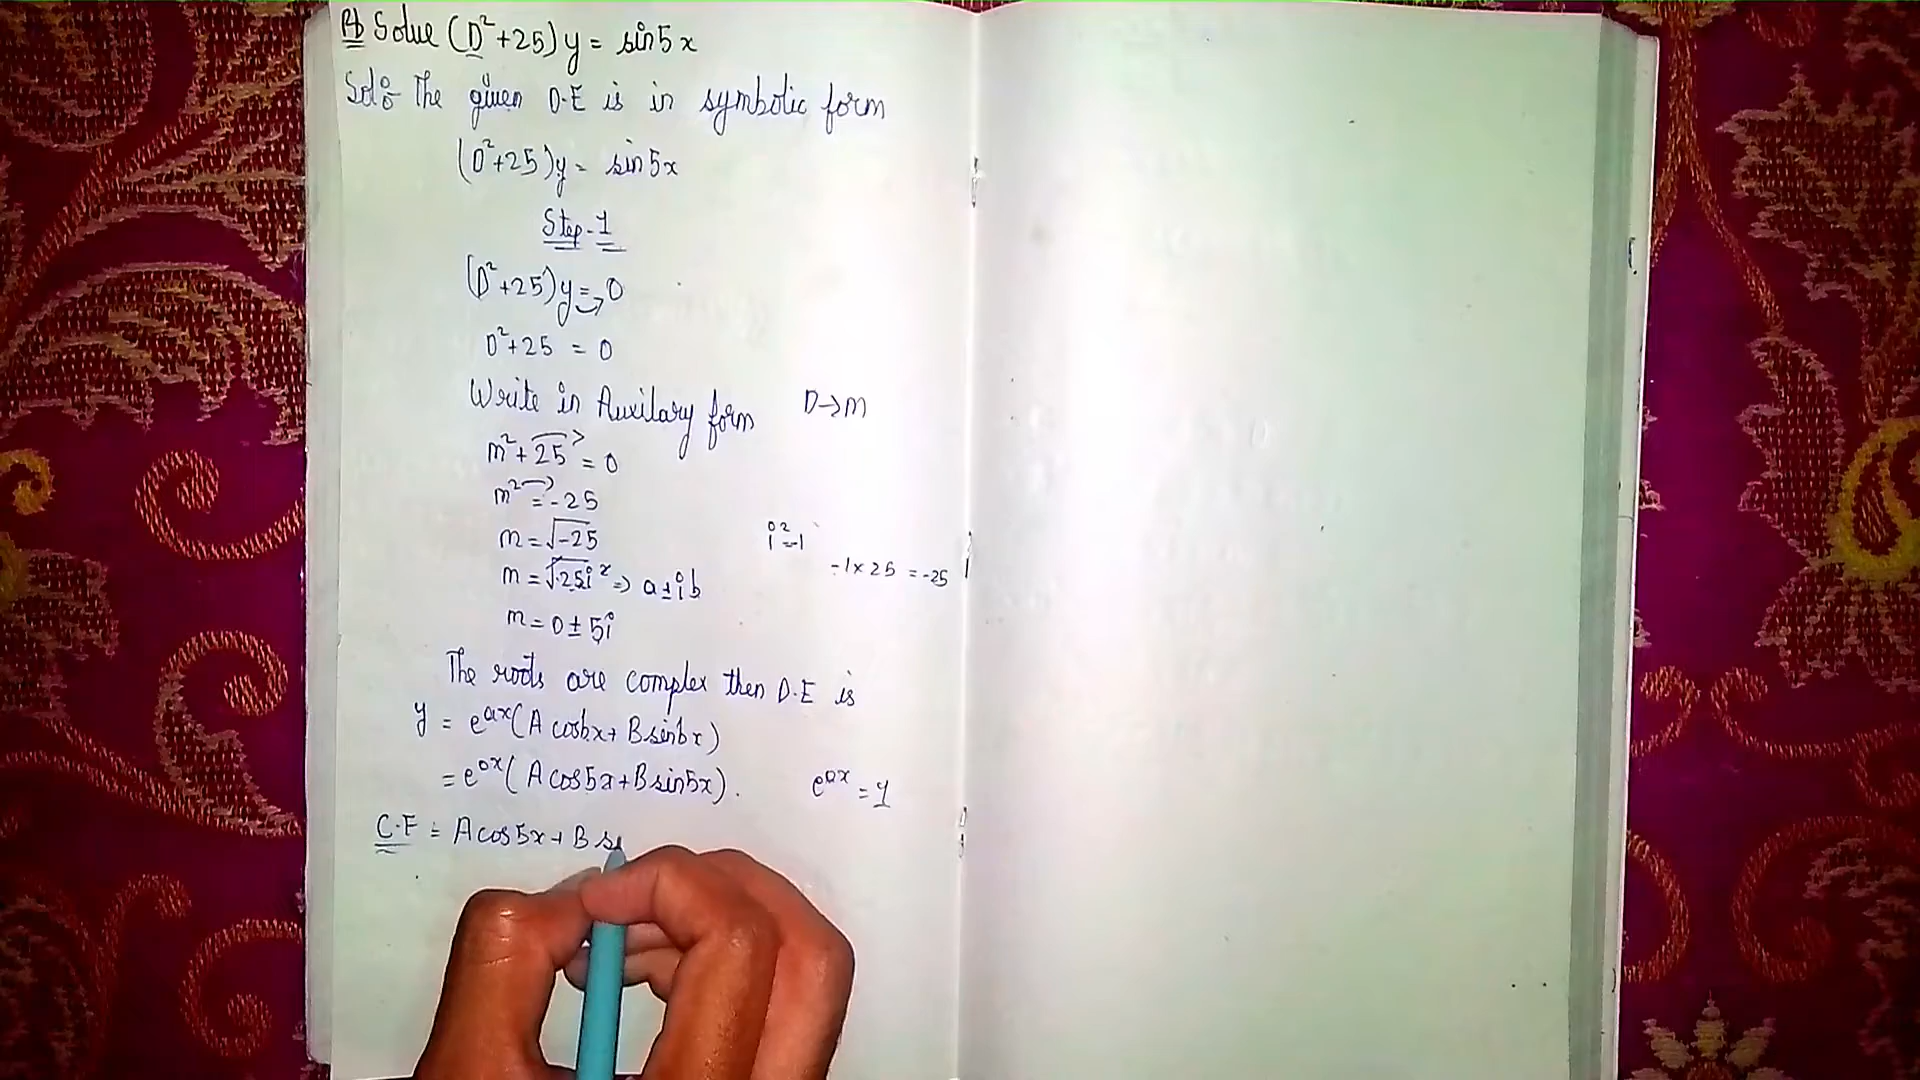 Pb Solve (D²+25)y = sin5x
Sol:- The given D.E is in symbolic form
(D²+25)y = sin5x
Step-1
(D²+25)y = 0
D²+25 = 0
Write in Auxilary form D→m
m²+25 = 0
m² = -25
m = √-25 i²=-1
m = √25i² => a±ib -1×25 = -25
m = 0±5i
The roots are complex then D.E is
y = e^ax(A cosbx + B sinbx)
= e^0x(A cos5x+B sin5x). e^0x = 1
C.F = A cos5x + B si